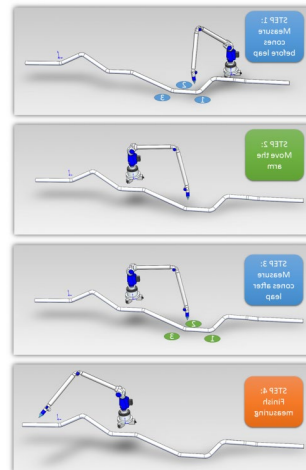 STEP 1:
Measure
cones
before leap
2
3
1
STEP 2:
Move the
arm
STEP 3:
Measure
cones after
leap
2
3
1
STEP 4:
Finish
measuring